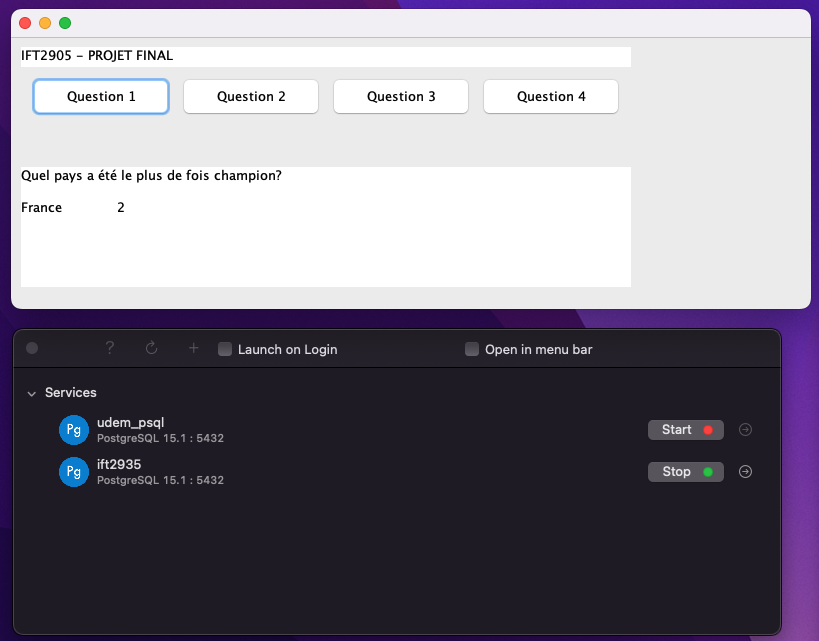 IFT2905 - PROJET FINAL
Question 1 Question 2 Question 3 Question 4
Quel pays a été le plus de fois champion?
France 2
? + Launch on Login Open in menu bar
Services
Pg udem_psql Start
PostgreSQL 15.1 : 5432
Pg ift2935 Stop
PostgreSQL 15.1 : 5432